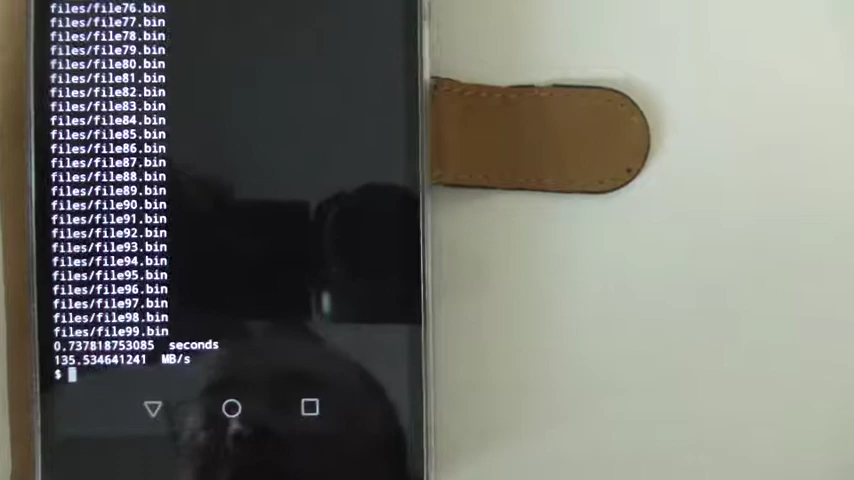 files/file76.bin
files/file77.bin
files/file78.bin
files/file79.bin
files/file80.bin
files/file81.bin
files/file82.bin
files/file83.bin
files/file84.bin
files/file85.bin
files/file86.bin
files/file87.bin
files/file88.bin
files/file89.bin
files/file90.bin
files/file91.bin
files/file92.bin
files/file93.bin
files/file94.bin
files/file95.bin
files/file96.bin
files/file97.bin
files/file98.bin
files/file99.bin
0.737818753085 seconds
135.534641241 MB/s
$